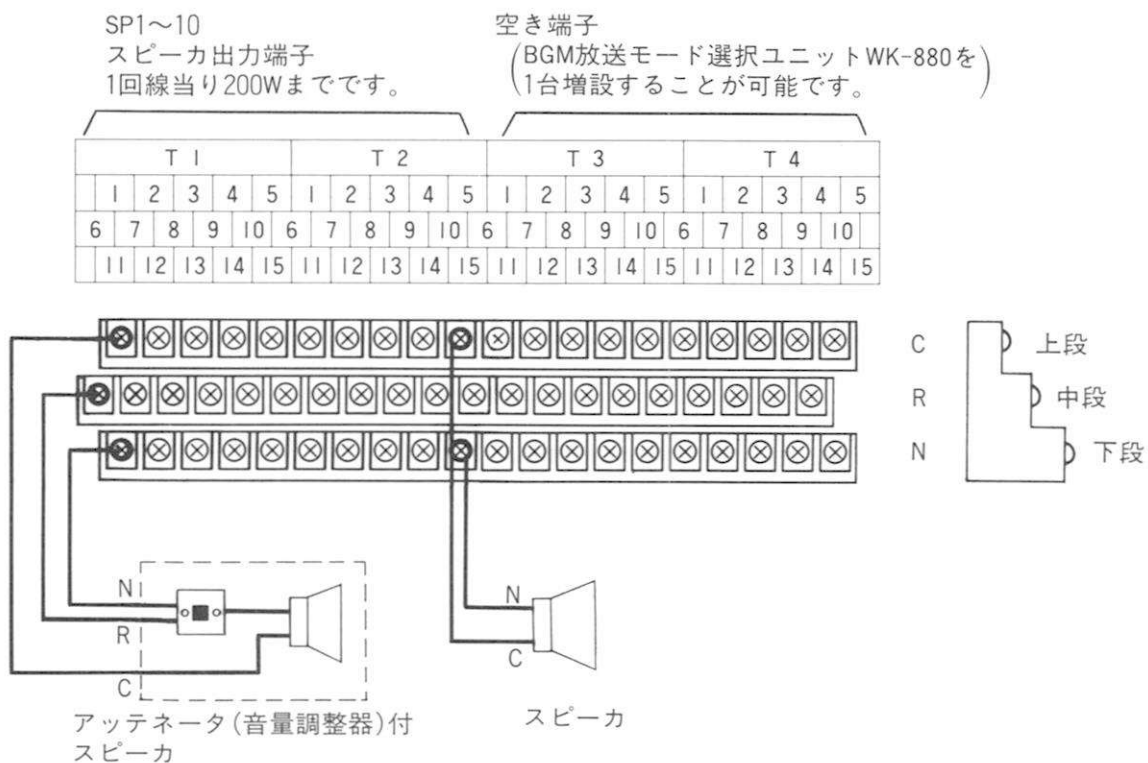 SP1～10
スピーカ出力端子
1回線当り200Wまでです。
空き端子
(BGM放送モード選択ユニットWK-880を
1台増設することが可能です。)
T1 T2 T3 T4
1 2 3 4 5 1 2 3 4 5 1 2 3 4 5 1 2 3 4 5
6 7 8 9 10 6 7 8 9 10 6 7 8 9 10 6 7 8 9 10
11 12 13 14 15 11 12 13 14 15 11 12 13 14 15 11 12 13 14 15
C 上段
R 中段
N 下段
N
R
C
アッテネータ(音量調整器)付
スピーカ
N
C
スピーカ